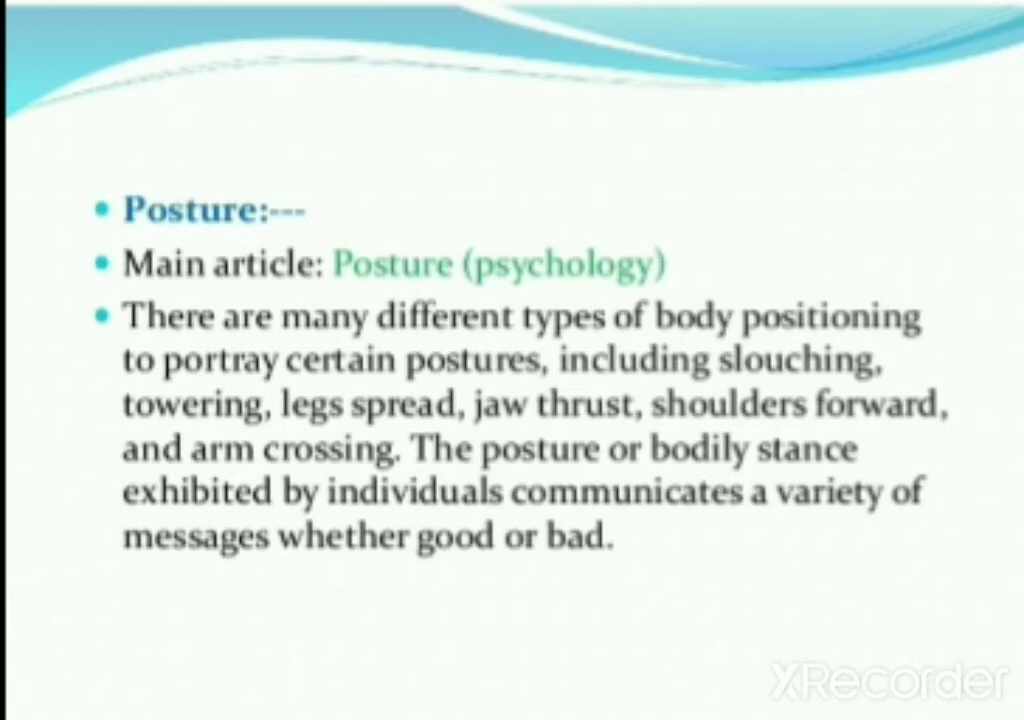 Posture:---
Main article: Posture (psychology)
There are many different types of body positioning
to portray certain postures, including slouching,
towering, legs spread, jaw thrust, shoulders forward,
and arm crossing. The posture or bodily stance
exhibited by individuals communicates a variety of
messages whether good or bad.
XRecorder